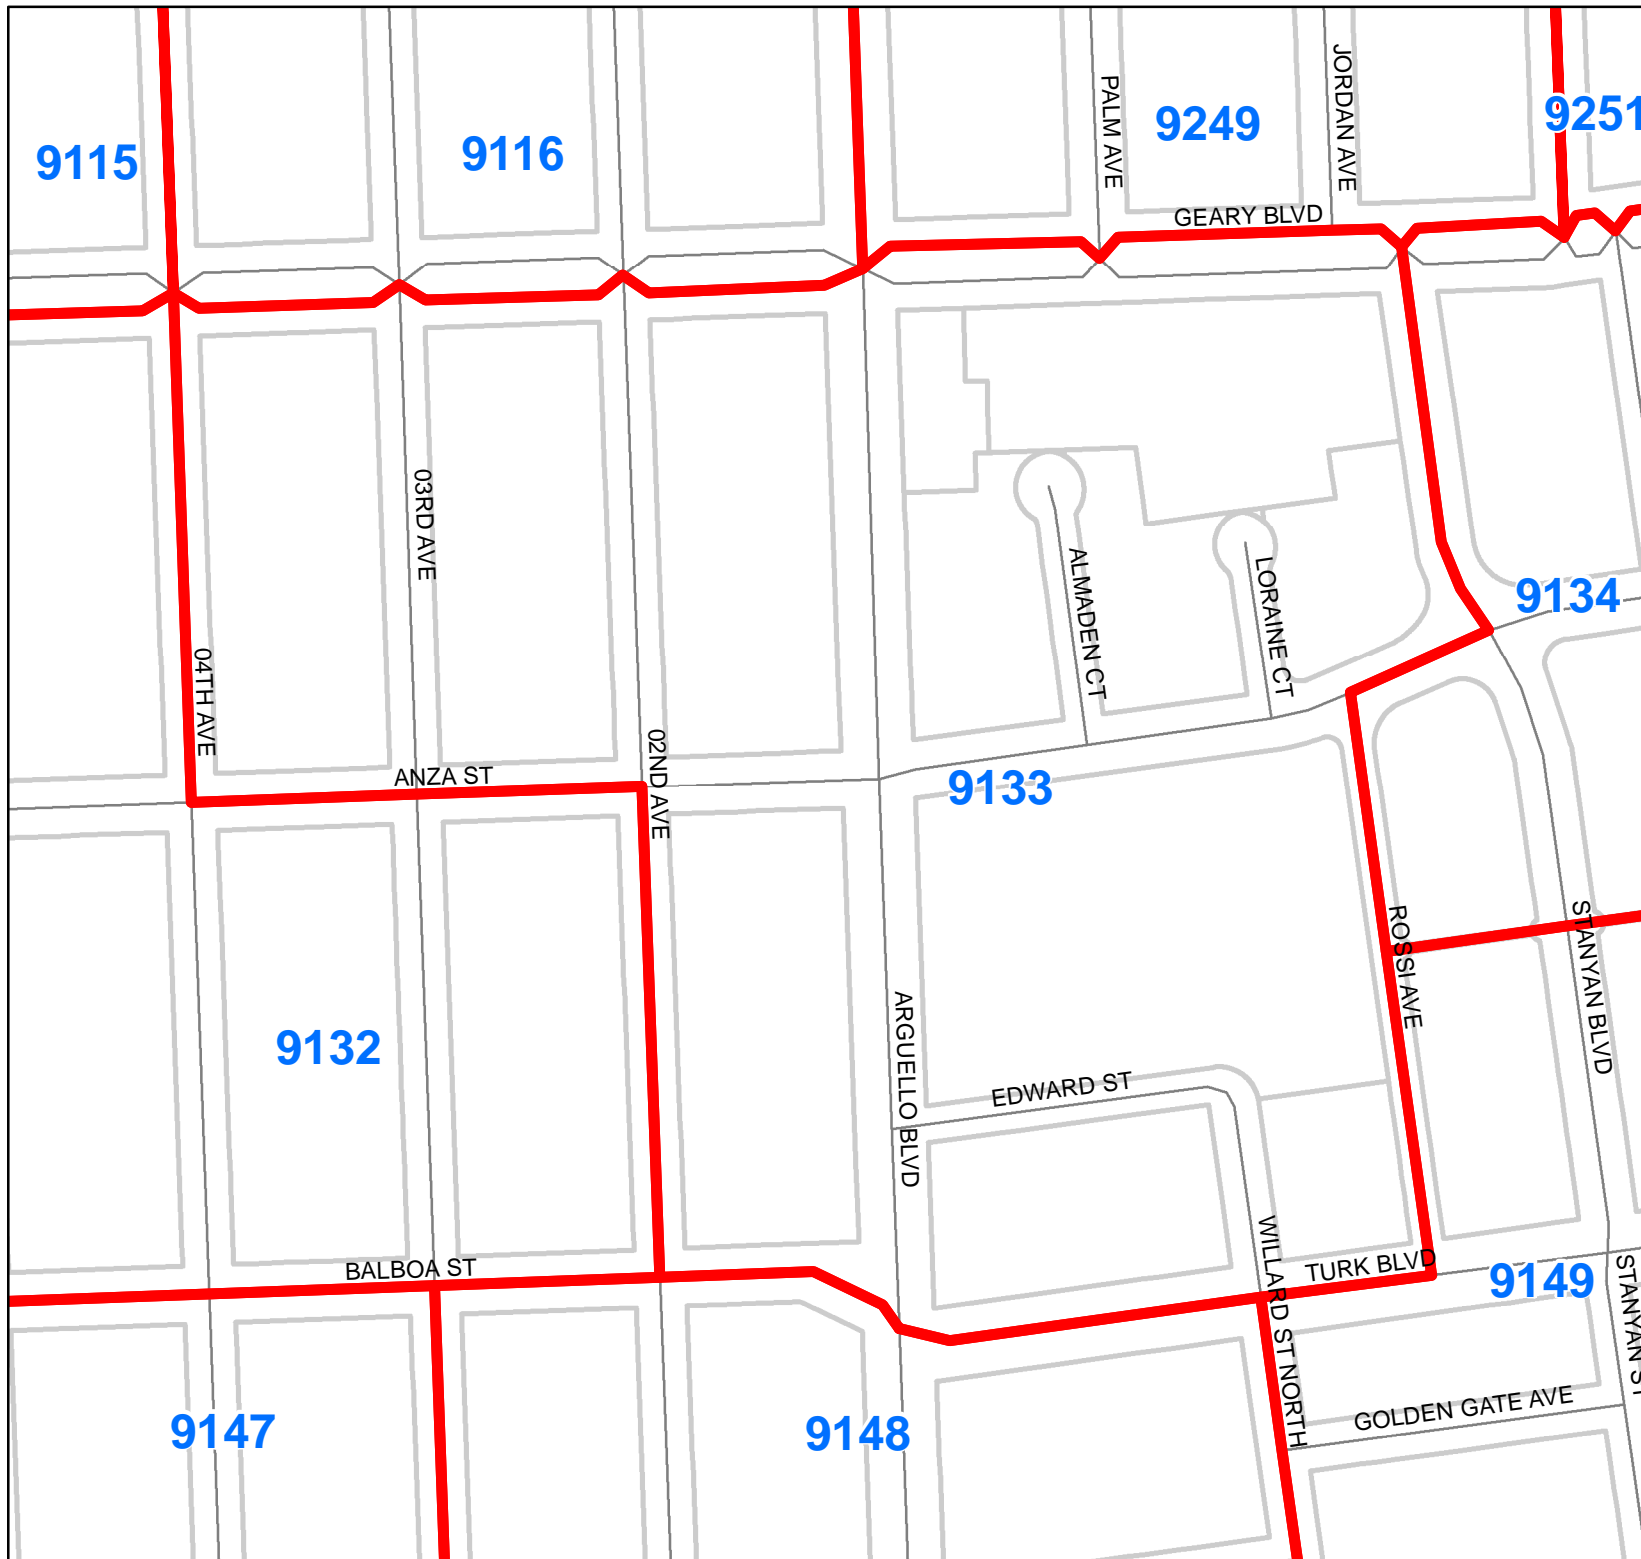 JORDAN AVE
PALM AVE
9251
9249
9116
9115
GEARY BLVD
03RD AVE
ALMADEN CT
LORAINE CT
9134
04TH AVE
02ND AVE
ANZA ST
9133
ROSSI AVE
STANYAN BLVD
ARGUELLO BLVD
9132
EDWARD ST
WILLARD ST NORTH
TURK BLVD
BALBOA ST
9149
STANYAN ST
GOLDEN GATE AVE
9147
9148